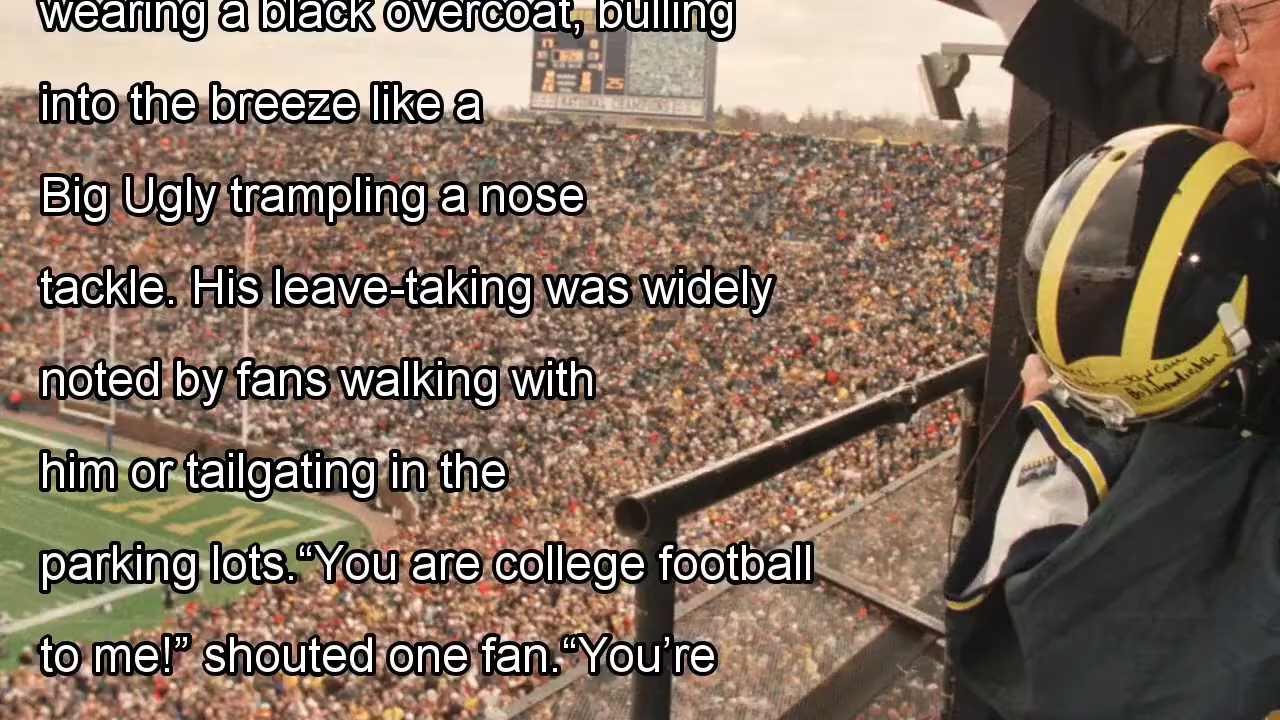 wearing a black overcoat, bulling
into the breeze like a
Big Ugly trampling a nose
tackle. His leave-taking was widely
noted by fans walking with
him or tailgating in the
parking lots.“You are college football
to me!” shouted one fan.“You’re
NATIONAL CHAMPIONS